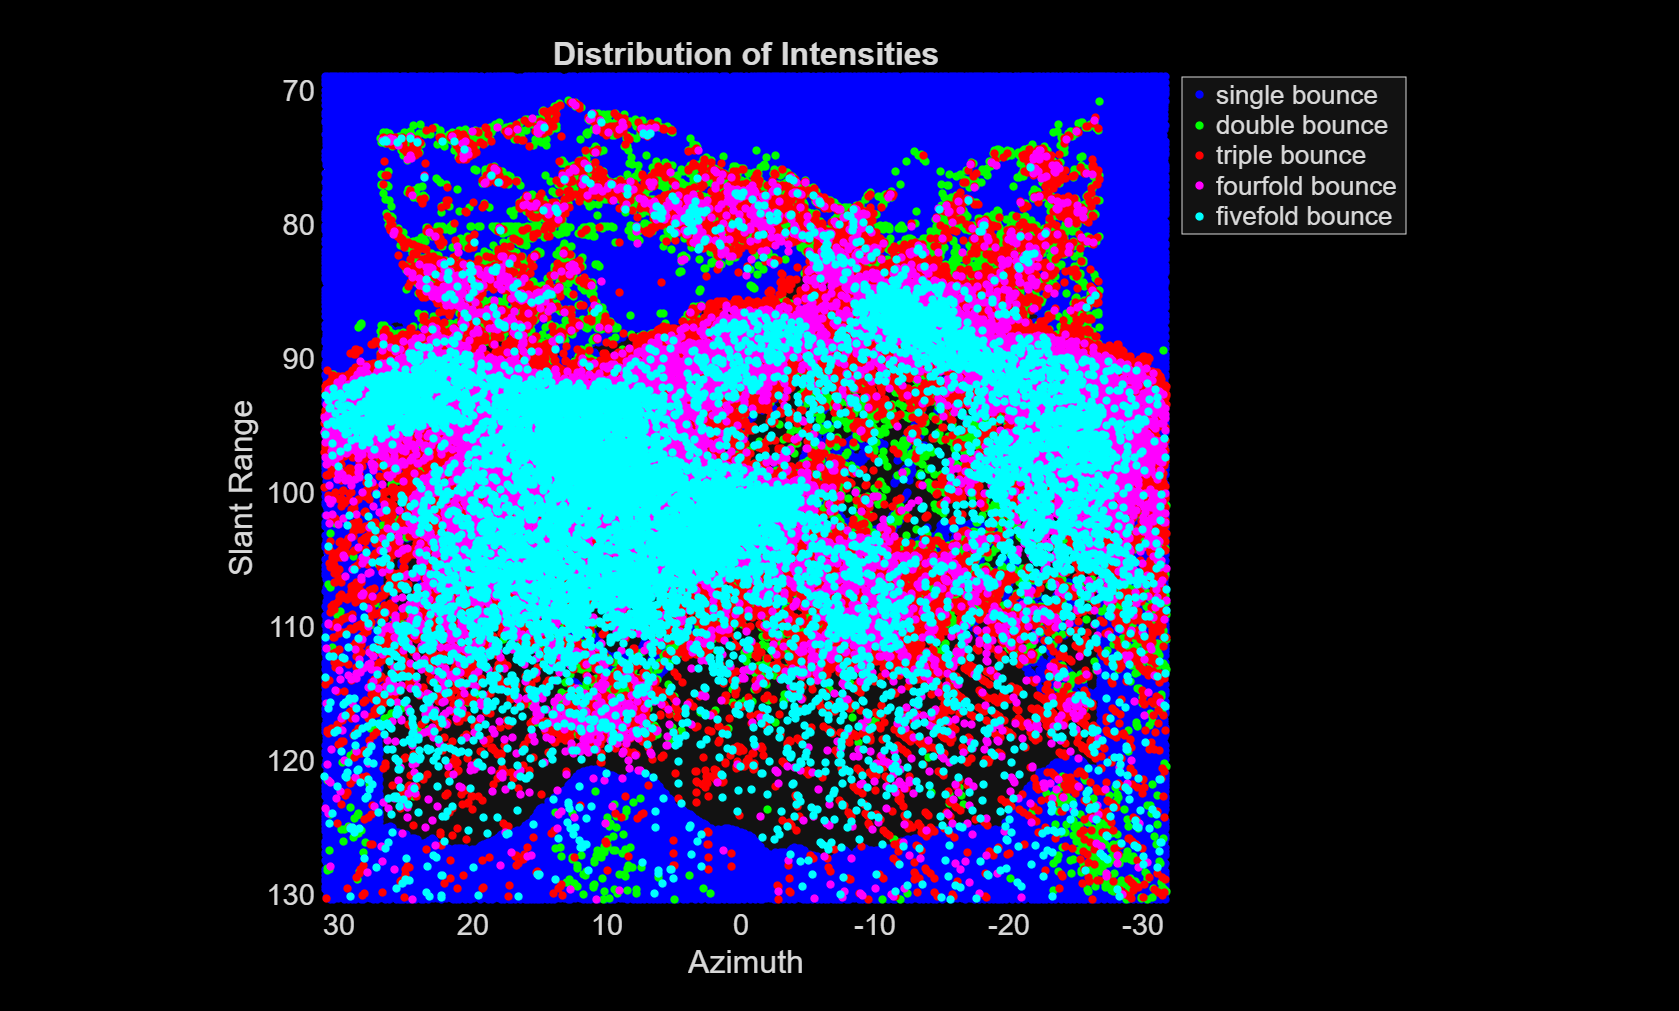 Distribution of Intensities
single bounce
double bounce
triple bounce
fourfold bounce
fivefold bounce
70
80
90
100
110
120
130
Slant Range
30 20 10 0 -10 -20 -30
Azimuth